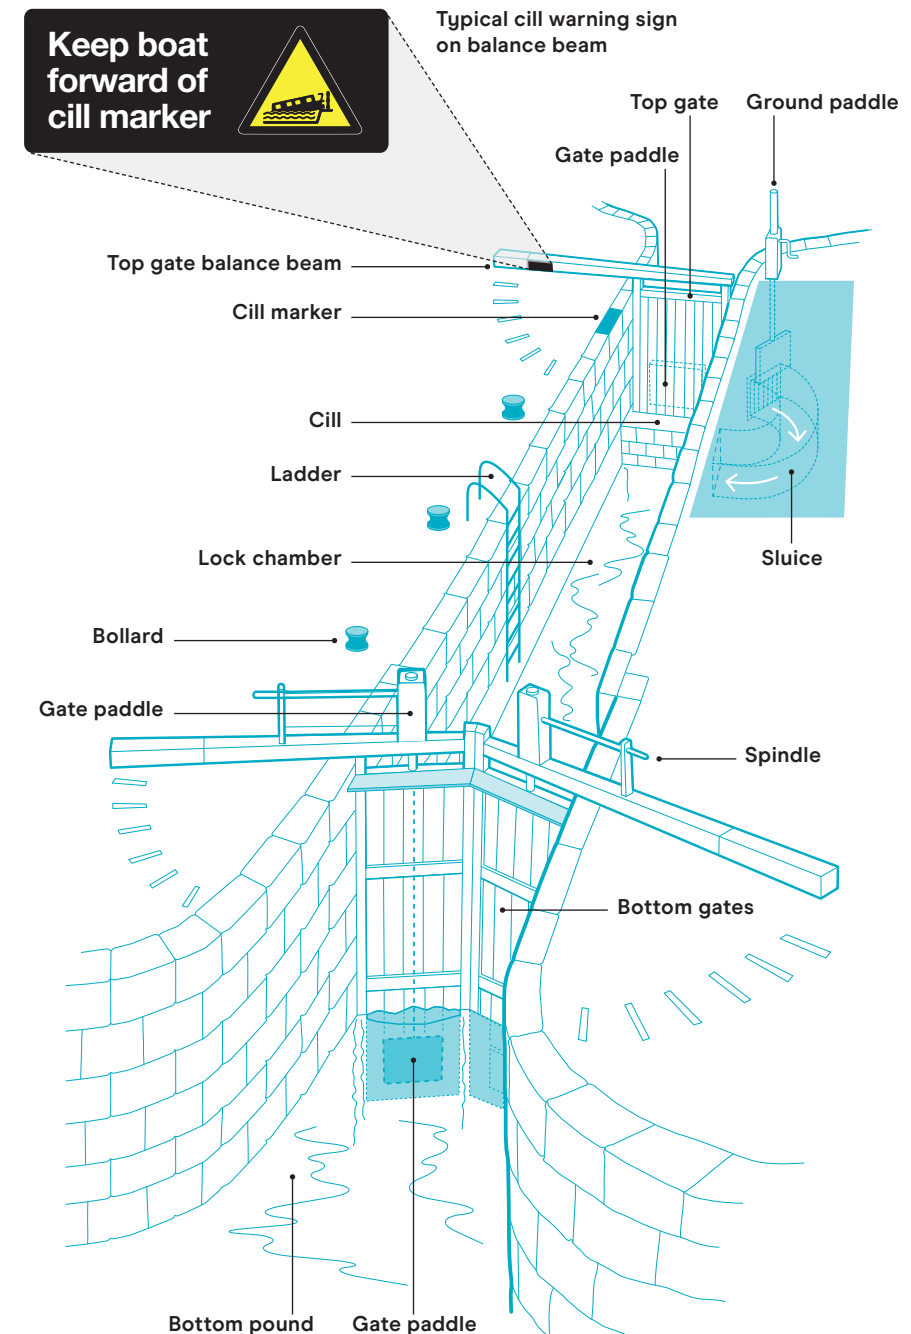 Keep boat
forward of
cill marker
Typical cill warning sign
on balance beam
Top gate
Ground paddle
Gate paddle
Top gate balance beam
Cill marker
Cill
Ladder
Lock chamber
Sluice
Bollard
Gate paddle
Spindle
Bottom gates
Bottom pound
Gate paddle